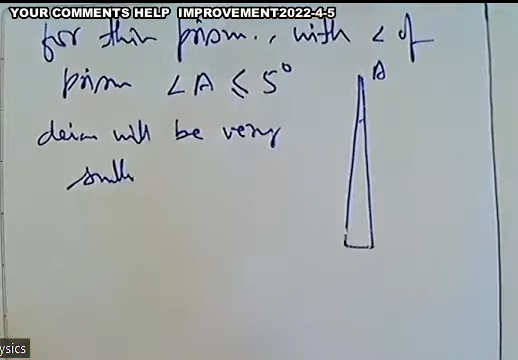 YOUR COMMENTS HELP IMPROVEMENT2022-4-5
for thin prism., with ∠ of
prism ∠A ⩽ 5°
A
will be very
ysics